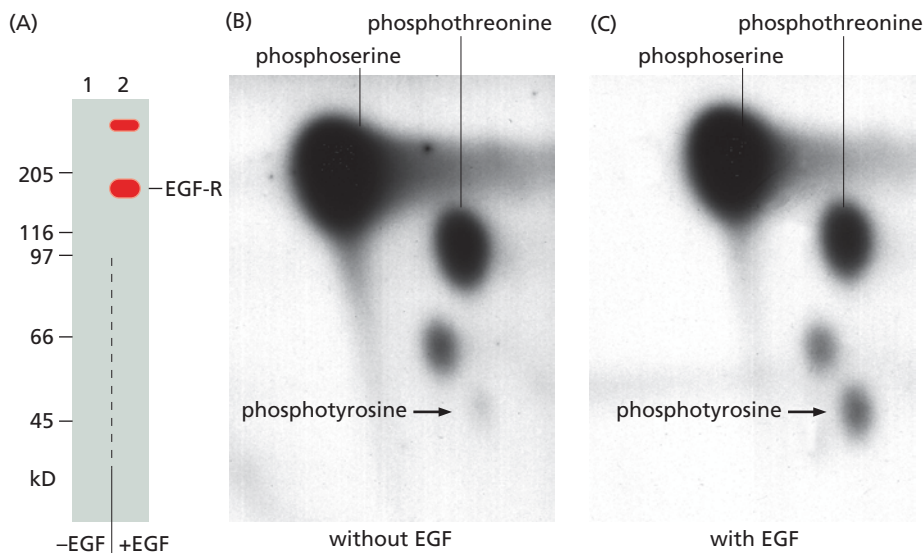 (A)
1 2
205
EGF-R
116
97
66
45
kD
–EGF +EGF
(B)
phosphothreonine
phosphoserine
phosphotyrosine
without EGF
(C)
phosphothreonine
phosphoserine
phosphotyrosine
with EGF